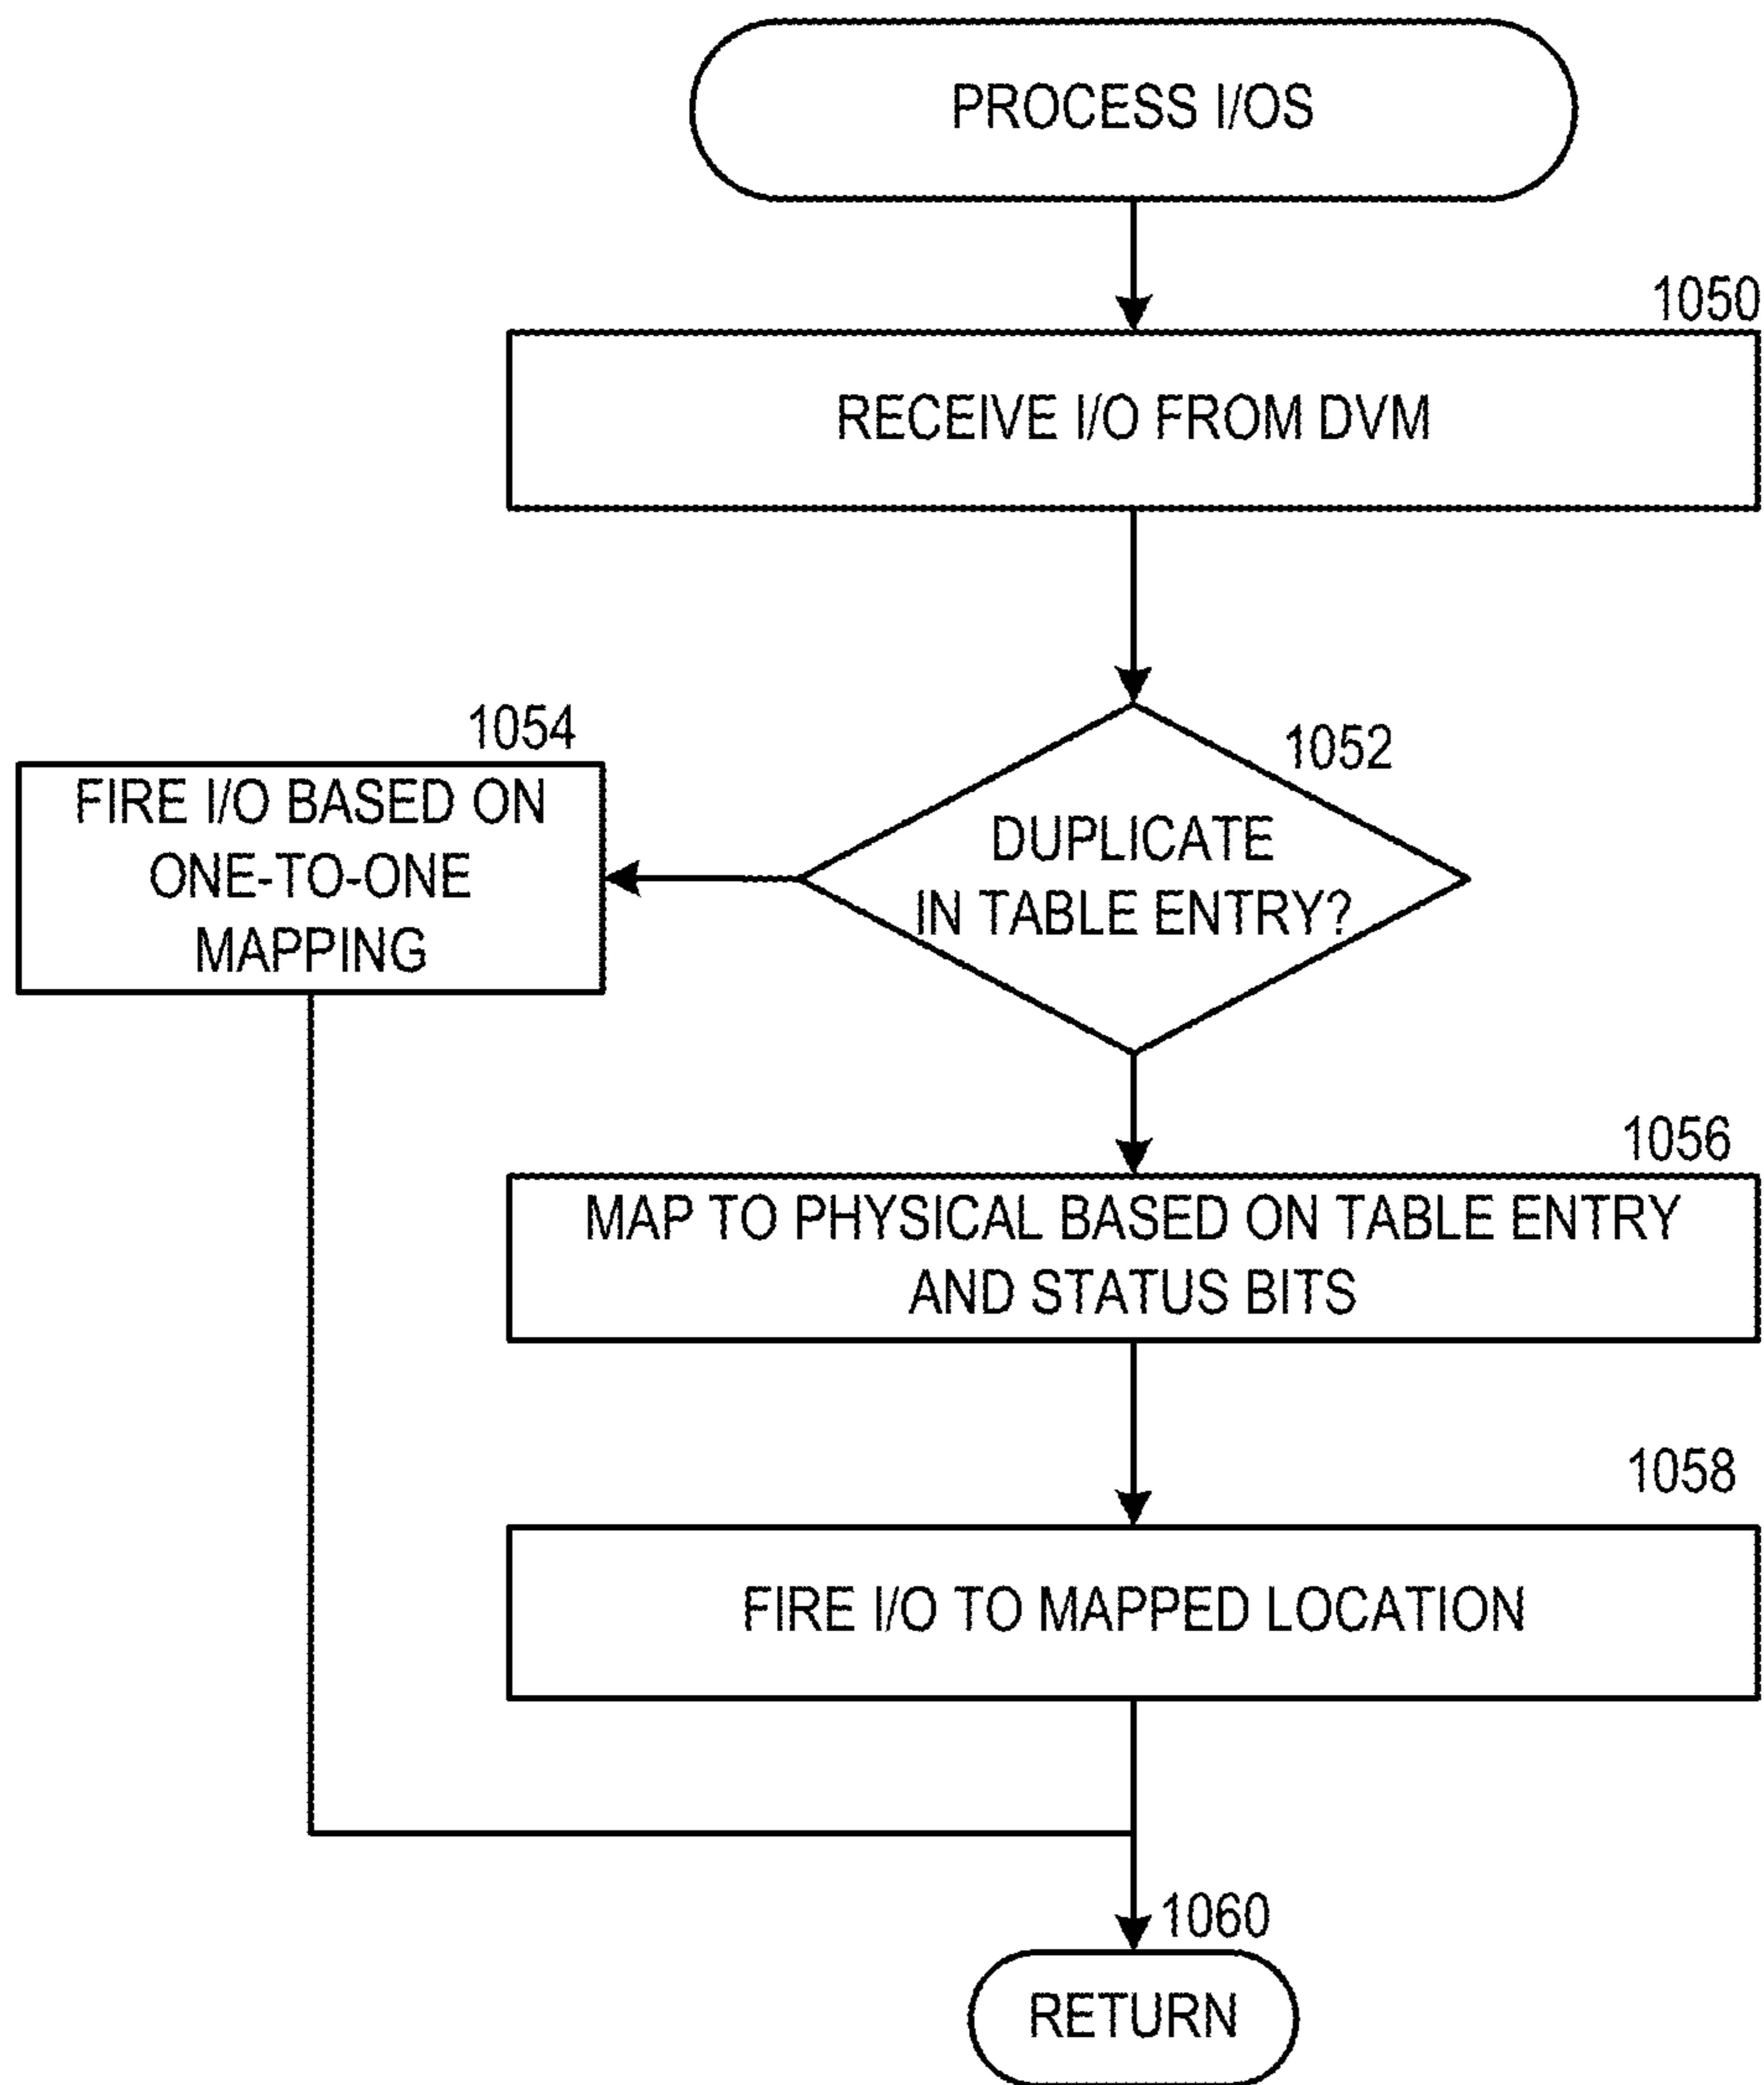 PROCESS I/OS
1050
RECEIVE I/O FROM DVM
1052
DUPLICATE
IN TABLE ENTRY?
1054
FIRE I/O BASED ON
ONE-TO-ONE
MAPPING
1056
MAP TO PHYSICAL BASED ON TABLE ENTRY
AND STATUS BITS
1058
FIRE I/O TO MAPPED LOCATION
1060
RETURN